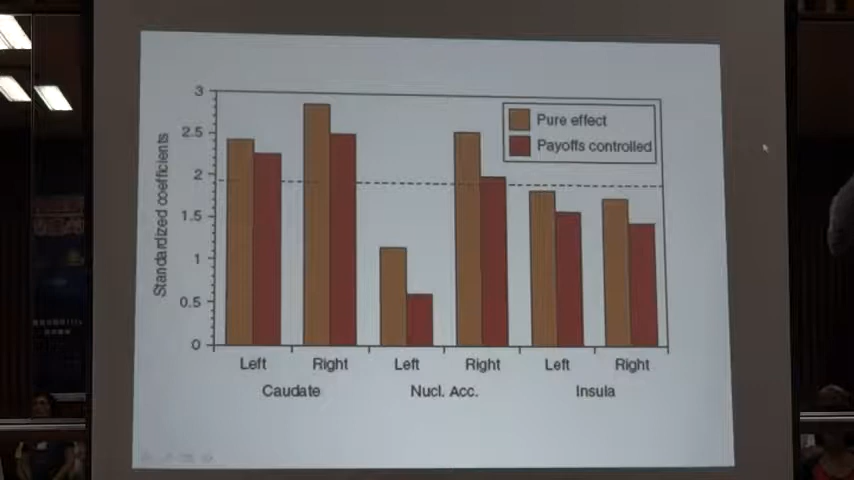 3
2.5
2
1.5
1
0.5
0
Standardized coefficients
Pure effect
Payoffs controlled
Left Right Left Right Left Right
Caudate Nucl. Acc. Insula